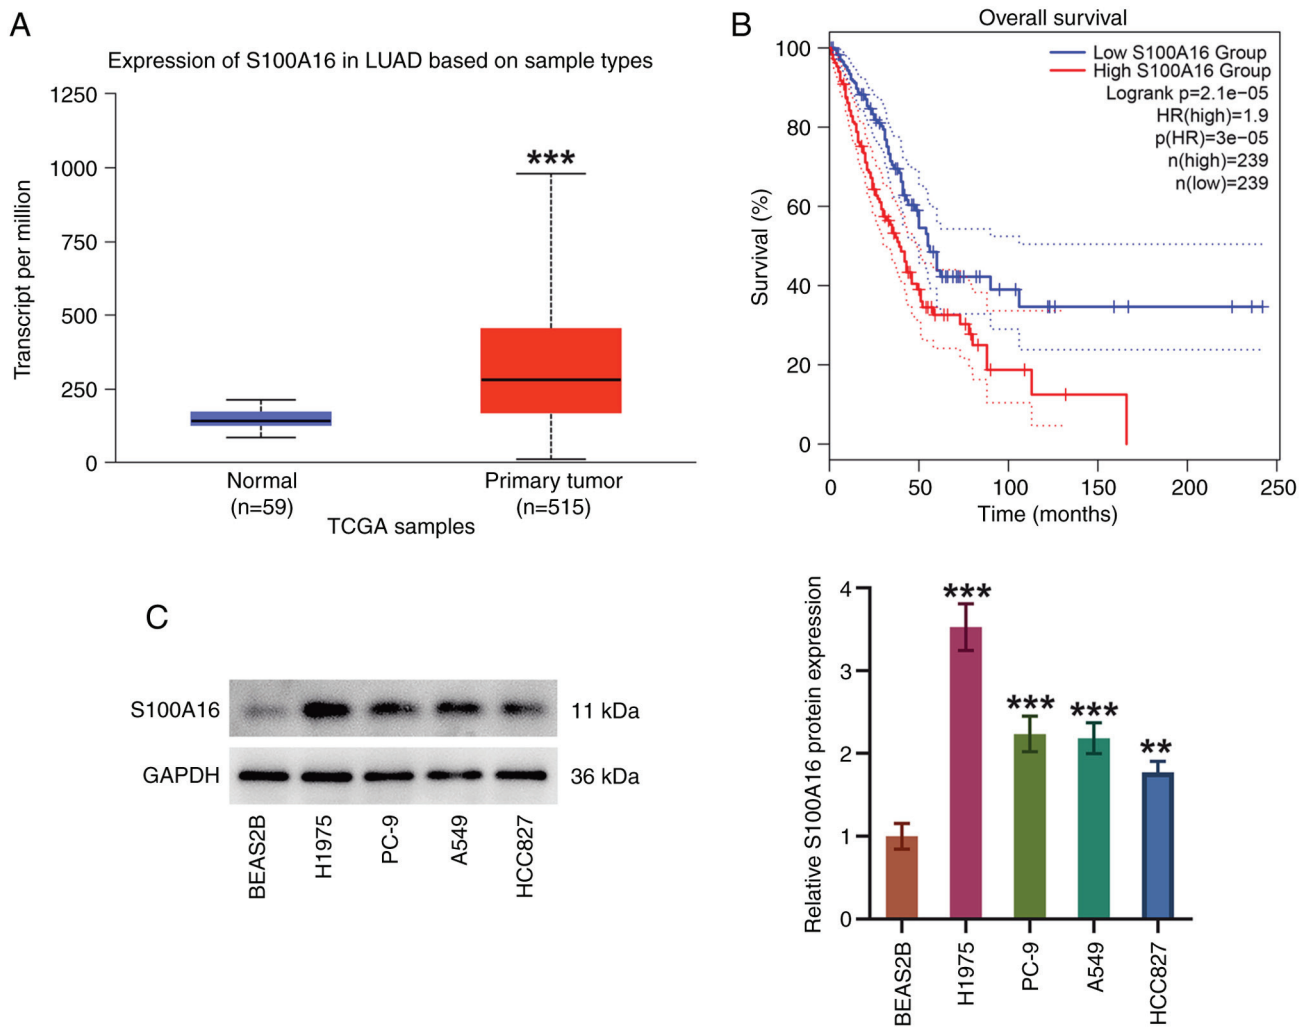 A
Expression of S100A16 in LUAD based on sample types
Transcript per million
1250
1000
750
500
250
0
***
Normal
(n=59)
Primary tumor
(n=515)
TCGA samples
B
Overall survival
Survival (%)
100
80
60
40
20
0
Low S100A16 Group
High S100A16 Group
Logrank p=2.1e−05
HR(high)=1.9
p(HR)=3e−05
n(high)=239
n(low)=239
0 50 100 150 200 250
Time (months)
C
S100A16
11 kDa
GAPDH
36 kDa
BEAS2B
H1975
PC-9
A549
HCC827
Relative S100A16 protein expression
4
3
2
1
0
***
***
***
**
BEAS2B
H1975
PC-9
A549
HCC827